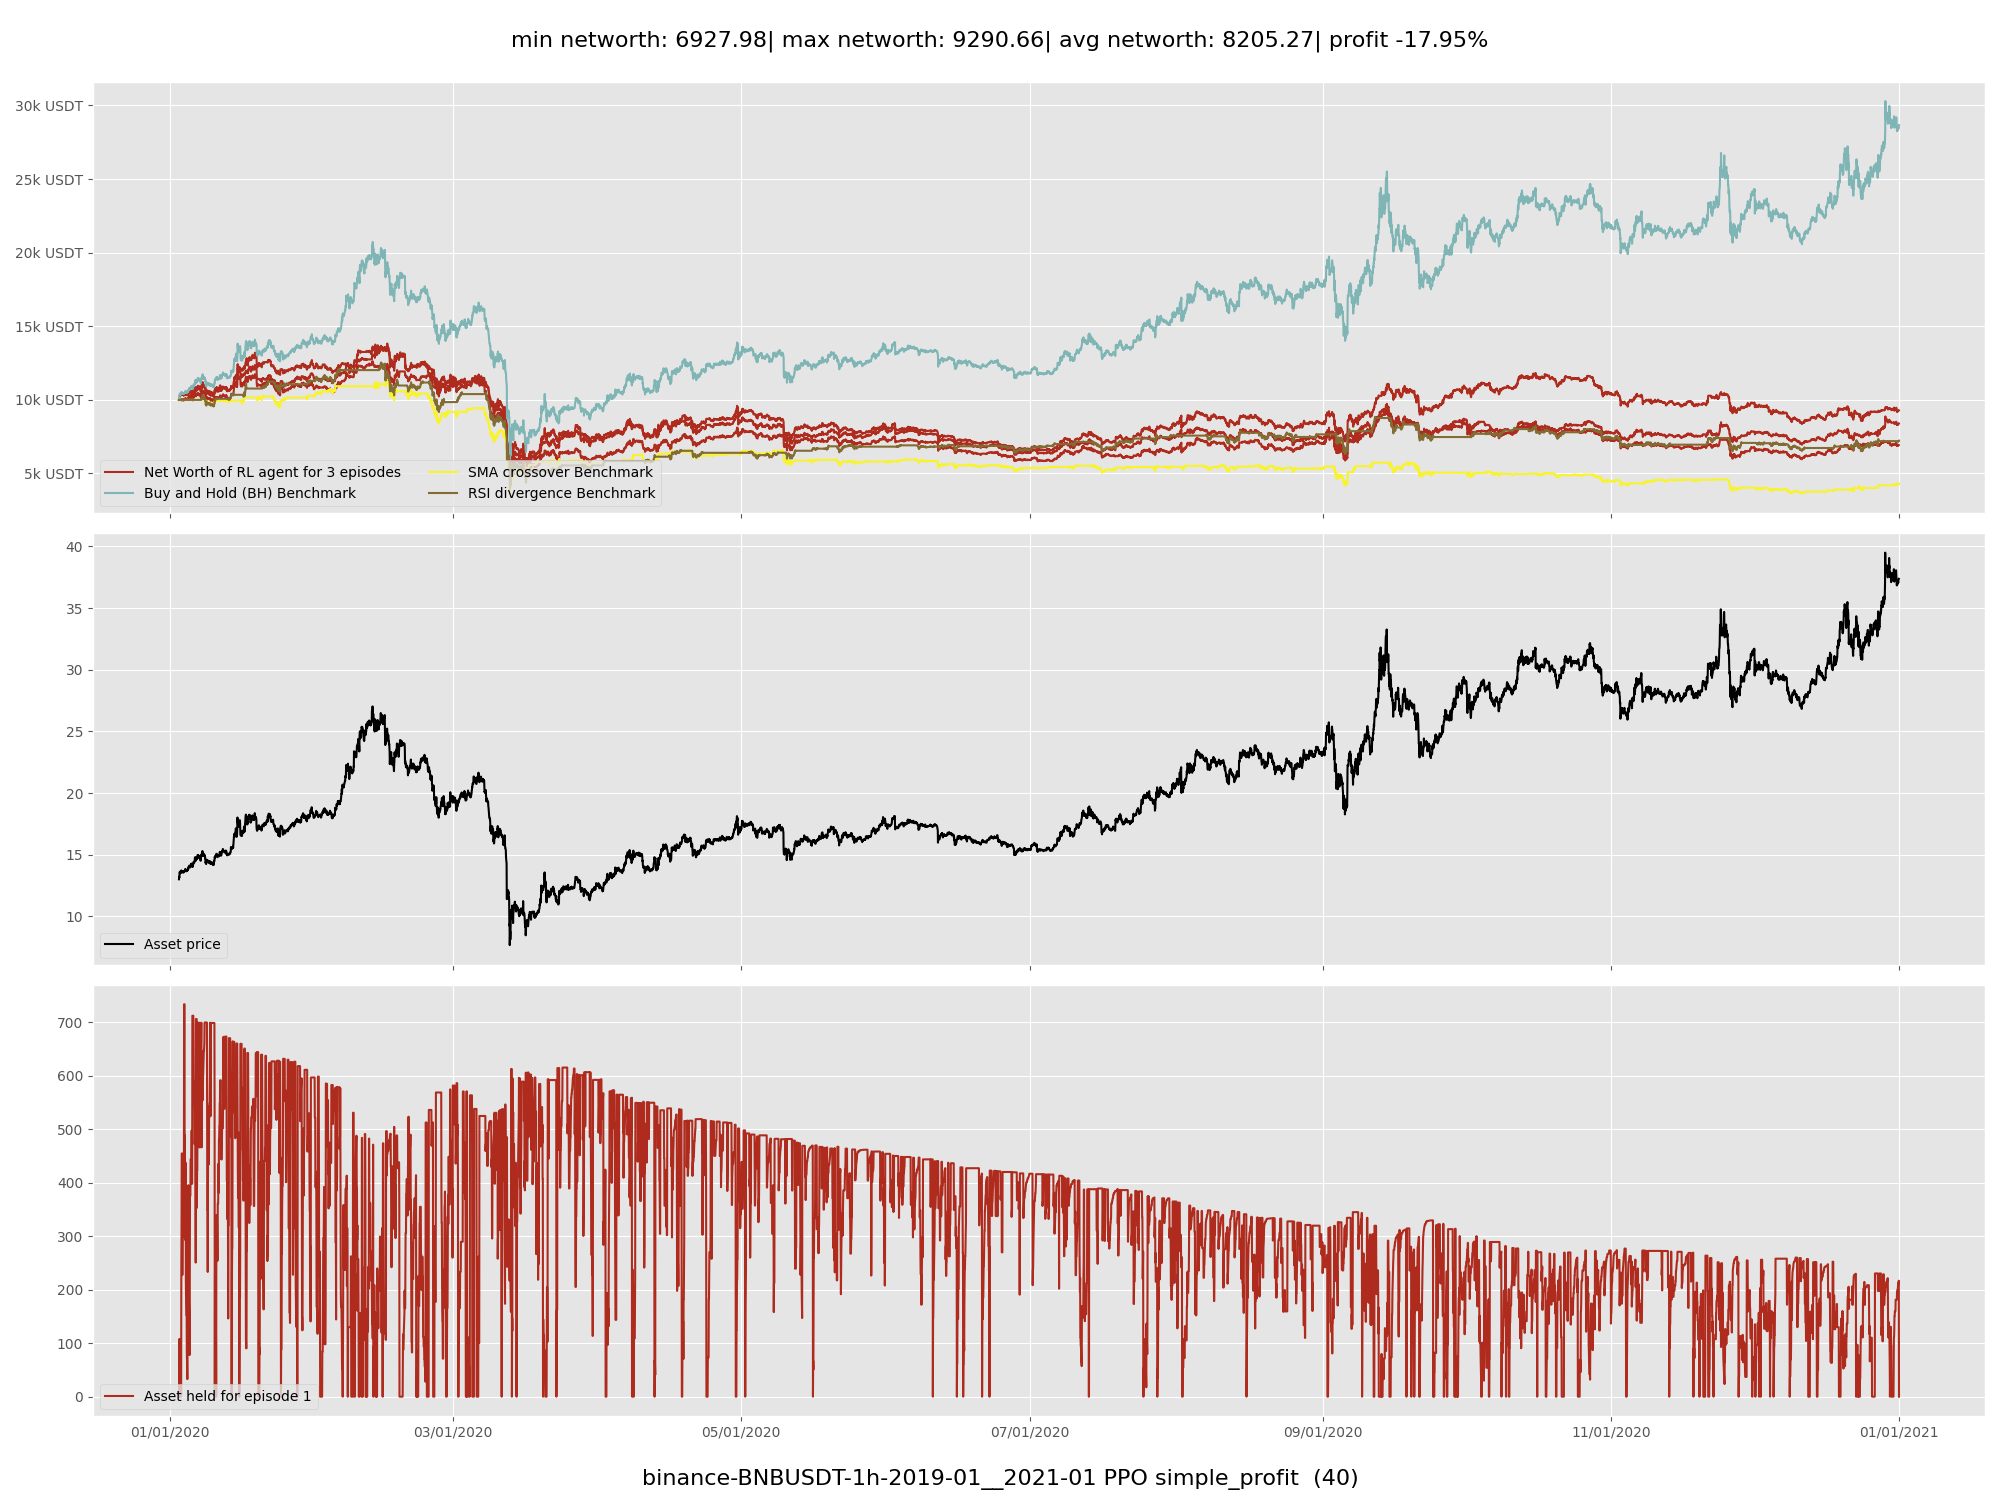 min networth: 6927.98| max networth: 9290.66| avg networth: 8205.27| profit -17.95%
30k USDT
25k USDT
20k USDT
15k USDT
10k USDT
5k USDT
Net Worth of RL agent for 3 episodes
Buy and Hold (BH) Benchmark
SMA crossover Benchmark
RSI divergence Benchmark
40
35
30
25
20
15
10
Asset price
700
600
500
400
300
200
100
0
Asset held for episode 1
01/01/2020 03/01/2020 05/01/2020 07/01/2020 09/01/2020 11/01/2020 01/01/2021
binance-BNBUSDT-1h-2019-01__2021-01 PPO simple_profit (40)